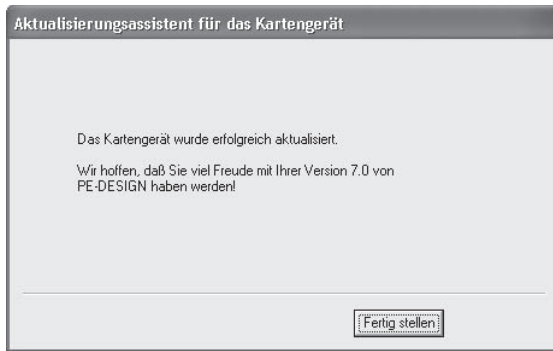 Aktualisierungsassistent für das Kartengerät
Das Kartengerät wurde erfolgreich aktualisiert.
Wir hoffen, daß Sie viel Freude mit Ihrer Version 7.0 von
PE-DESIGN haben werden!
Fertig stellen